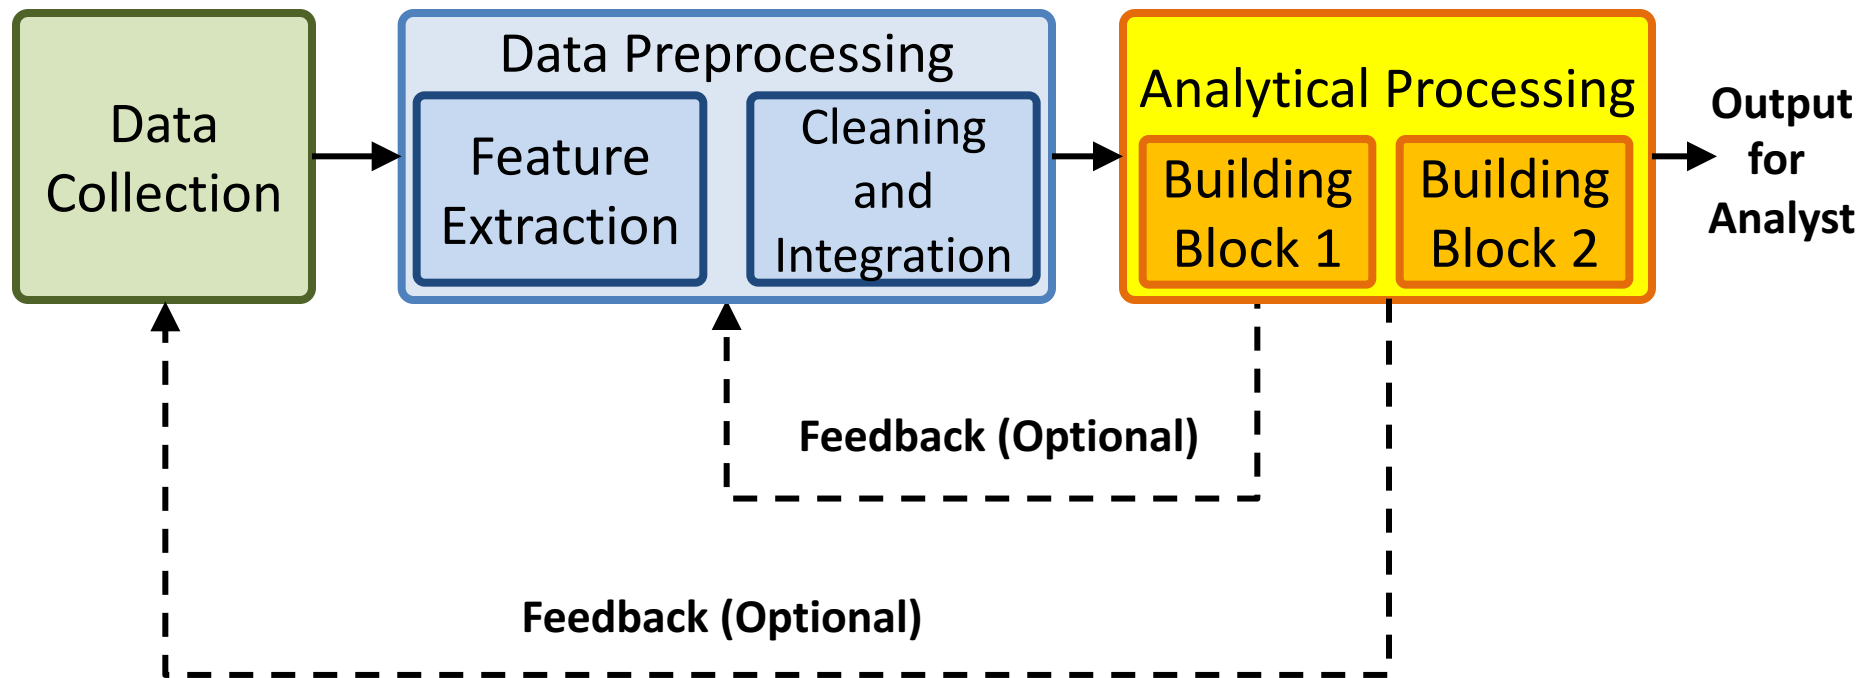 Data
Collection
Data Preprocessing
Feature
Extraction
Cleaning
and
Integration
Analytical Processing
Building
Block 1
Building
Block 2
Output
for
Analyst
Feedback (Optional)
Feedback (Optional)